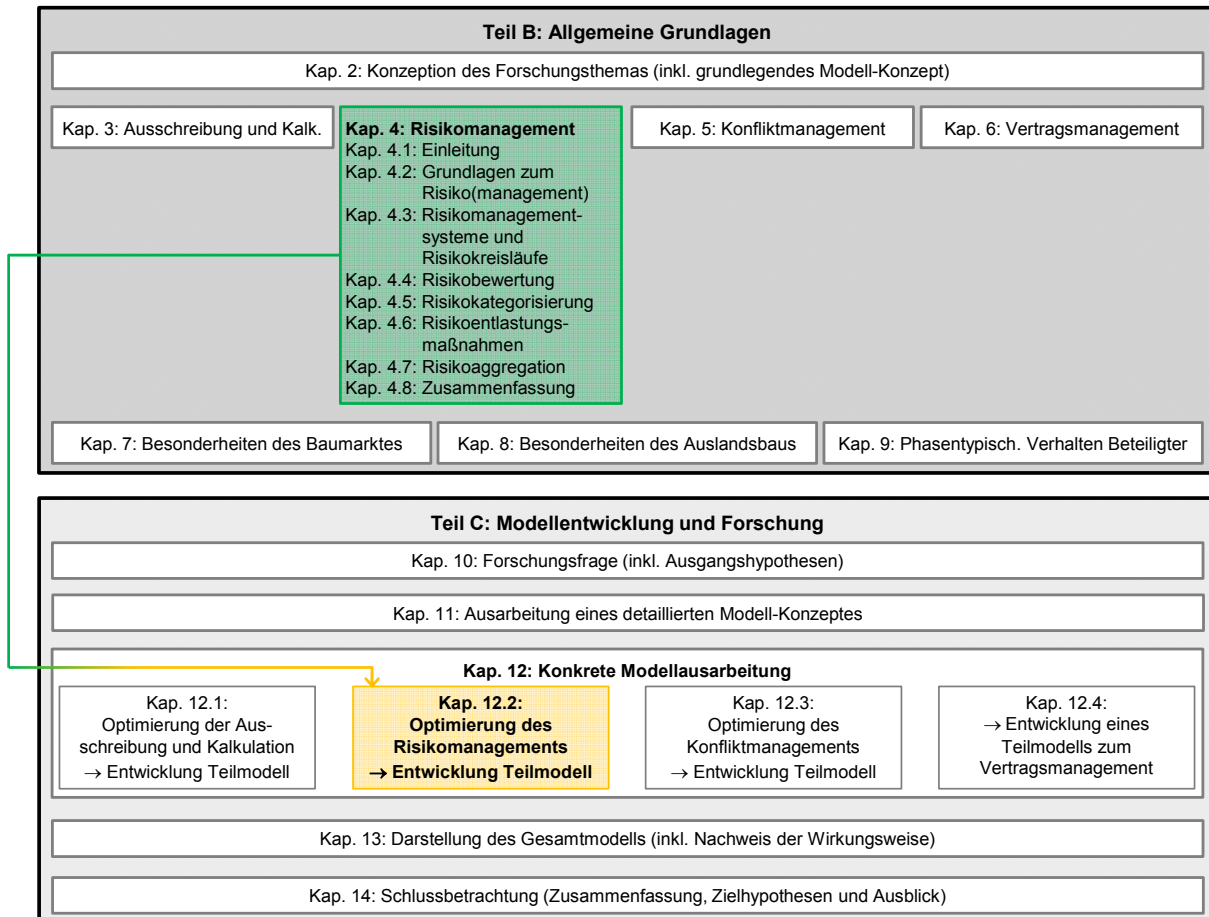 Teil B: Allgemeine Grundlagen
Kap. 2: Konzeption des Forschungsthemas (inkl. grundlegendes Modell-Konzept)
Kap. 3: Ausschreibung und Kalk.
Kap. 4: Risikomanagement
Kap. 4.1: Einleitung
Kap. 4.2: Grundlagen zum
Risiko(management)
Kap. 4.3: Risikomanagement-
systeme und
Risikokreisläufe
Kap. 4.4: Risikobewertung
Kap. 4.5: Risikokategorisierung
Kap. 4.6: Risikoentlastungs-
maßnahmen
Kap. 4.7: Risikoaggregation
Kap. 4.8: Zusammenfassung
Kap. 5: Konfliktmanagement
Kap. 6: Vertragsmanagement
Kap. 7: Besonderheiten des Baumarktes
Kap. 8: Besonderheiten des Auslandsbaus
Kap. 9: Phasentypisch. Verhalten Beteiligter
Teil C: Modellentwicklung und Forschung
Kap. 10: Forschungsfrage (inkl. Ausgangshypothesen)
Kap. 11: Ausarbeitung eines detaillierten Modell-Konzeptes
Kap. 12: Konkrete Modellausarbeitung
Kap. 12.1:
Optimierung der Aus-
schreibung und Kalkulation
→ Entwicklung Teilmodell
Kap. 12.2:
Optimierung des
Risikomanagements
→ Entwicklung Teilmodell
Kap. 12.3:
Optimierung des
Konfliktmanagements
→ Entwicklung Teilmodell
Kap. 12.4:
→ Entwicklung eines
Teilmodells zum
Vertragsmanagement
Kap. 13: Darstellung des Gesamtmodells (inkl. Nachweis der Wirkungsweise)
Kap. 14: Schlussbetrachtung (Zusammenfassung, Zielhypothesen und Ausblick)